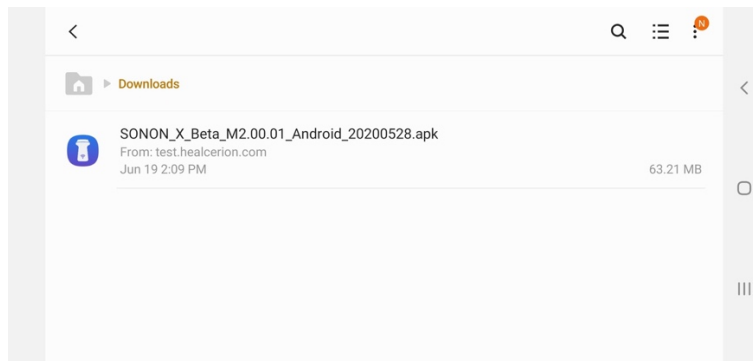 N
Downloads
SONON_X_Beta_M2.00.01_Android_20200528.apk
From: test.healcerion.com
Jun 19 2:09 PM
63.21 MB